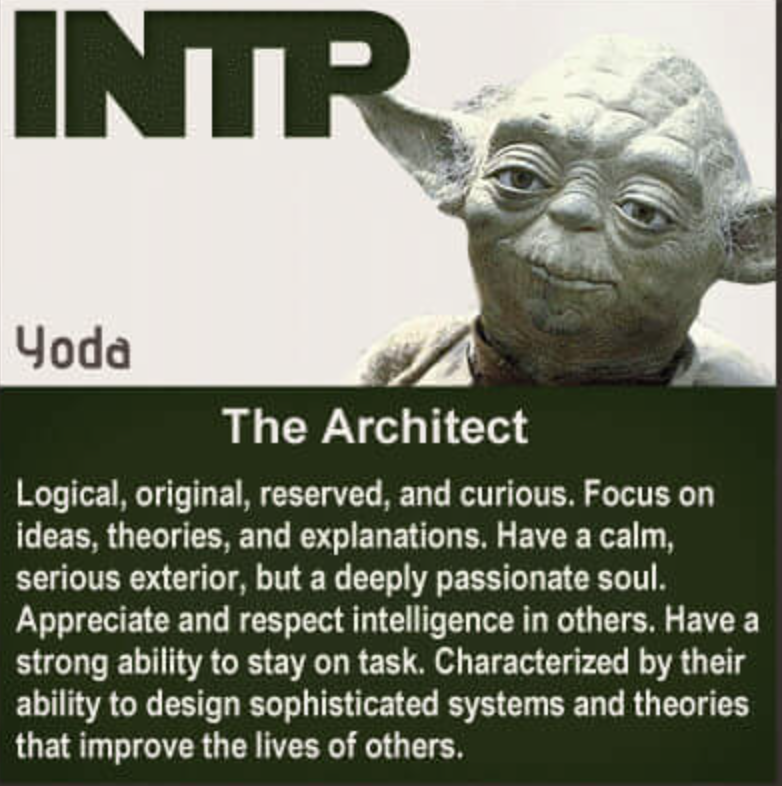 INTP
Yoda
The Architect
Logical, original, reserved, and curious. Focus on
ideas, theories, and explanations. Have a calm,
serious exterior, but a deeply passionate soul.
Appreciate and respect intelligence in others. Have a
strong ability to stay on task. Characterized by their
ability to design sophisticated systems and theories
that improve the lives of others.